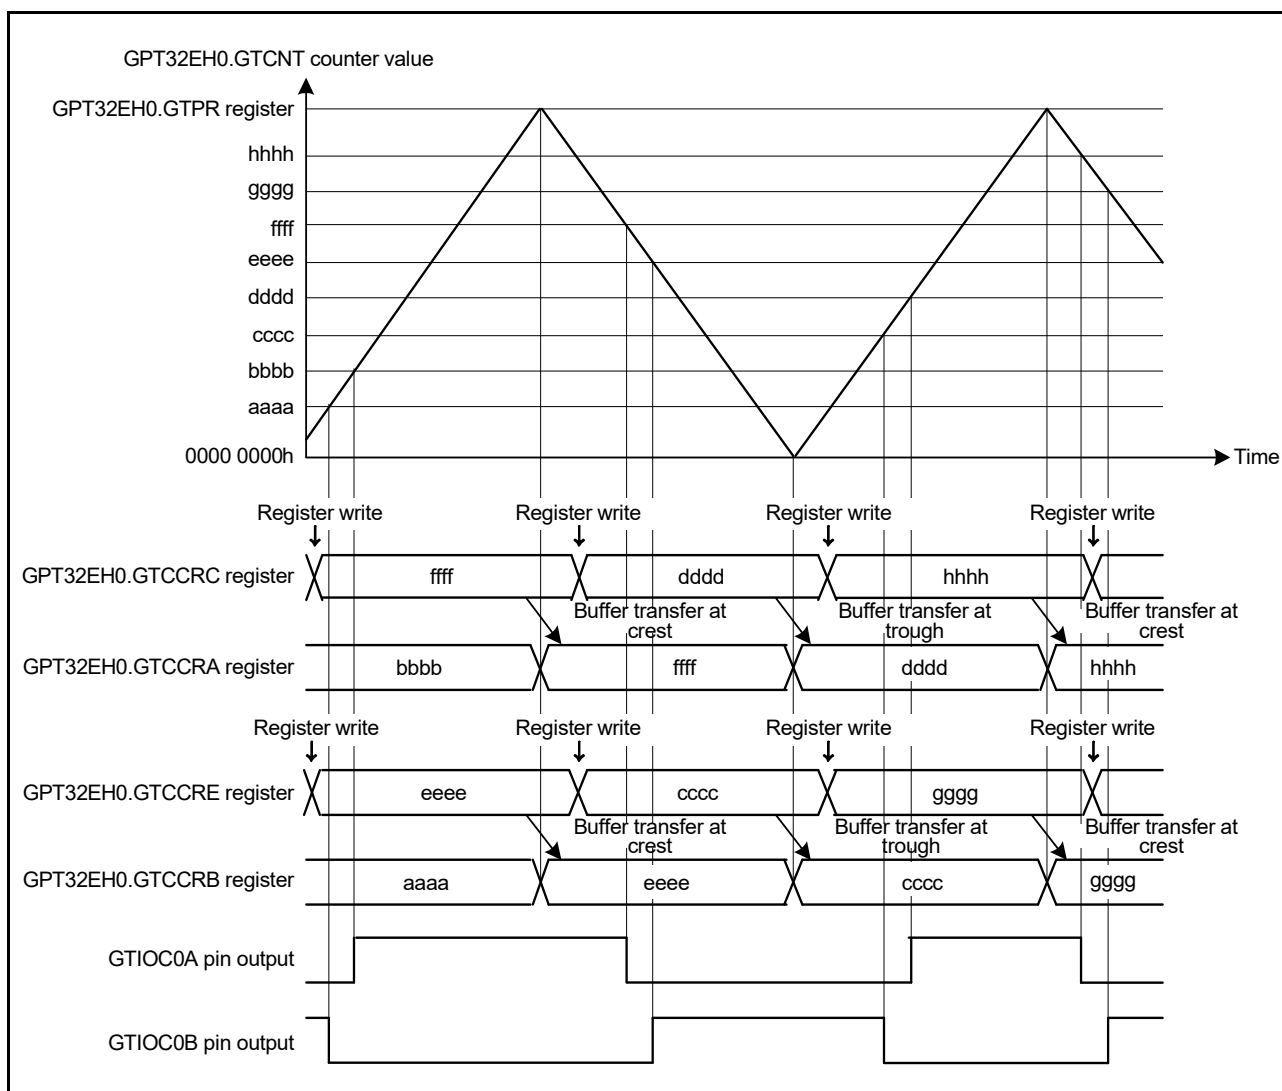 GPT32EH0.GTCNT counter value
GPT32EH0.GTPR register
hhhh
gggg
ffff
eeee
dddd
cccc
bbbb
aaaa
0000 0000h
Time
Register write Register write Register write Register write
GPT32EH0.GTCCRC register ffff dddd hhhh
Buffer transfer at Buffer transfer at Buffer transfer at
crest trough crest
GPT32EH0.GTCCRA register bbbb ffff dddd hhhh
Register write Register write Register write Register write
GPT32EH0.GTCCRE register eeee cccc gggg
Buffer transfer at Buffer transfer at Buffer transfer at
crest trough crest
GPT32EH0.GTCCRB register aaaa eeee cccc gggg
GTIOC0A pin output
GTIOC0B pin output